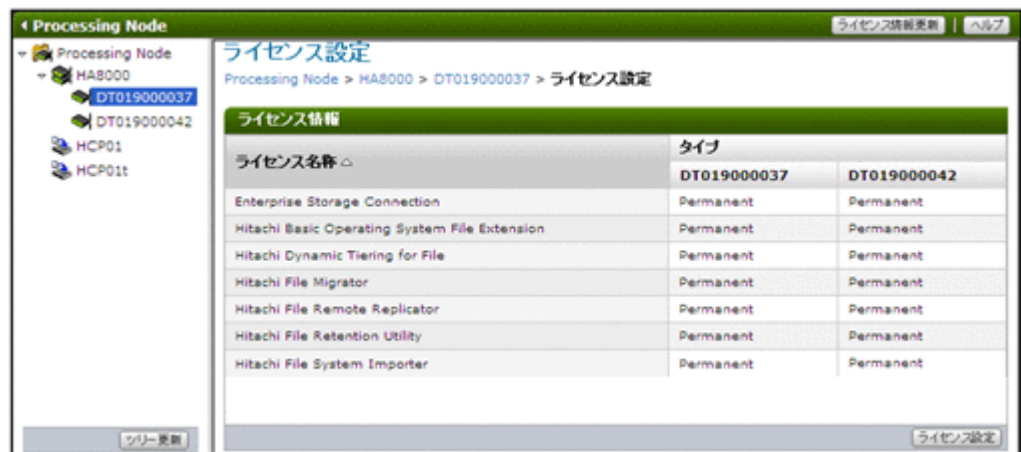 Processing Node
ライセンス情報更新 | ヘルプ
Processing Node
HA8000
DT019000037
DT019000042
HCP01
HCP01t
ツリー更新
ライセンス設定
Processing Node > HA8000 > DT019000037 > ライセンス設定
ライセンス情報
ライセンス名称 タイプ
DT019000037 DT019000042
Enterprise Storage Connection Permanent Permanent
Hitachi Basic Operating System File Extension Permanent Permanent
Hitachi Dynamic Tiering for File Permanent Permanent
Hitachi File Migrator Permanent Permanent
Hitachi File Remote Replicator Permanent Permanent
Hitachi File Retention Utility Permanent Permanent
Hitachi File System Importer Permanent Permanent
ライセンス設定